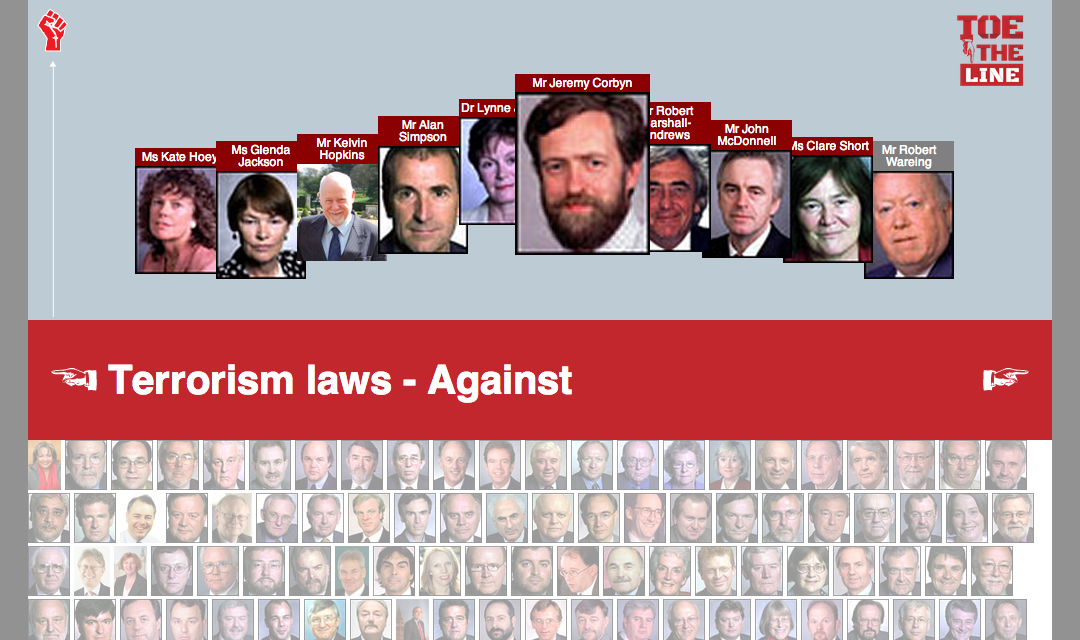 TOE
THE
LINE
Mr Jeremy Corbyn
Dr Lynne
r Robert
arshall-
ndrews
Mr Alan
Simpson
Mr John
McDonnell
Mr Kelvin
Hopkins
Ms Clare Short
Ms Glenda
Jackson
Mr Robert
Wareing
Ms Kate Hoey
Terrorism laws - Against